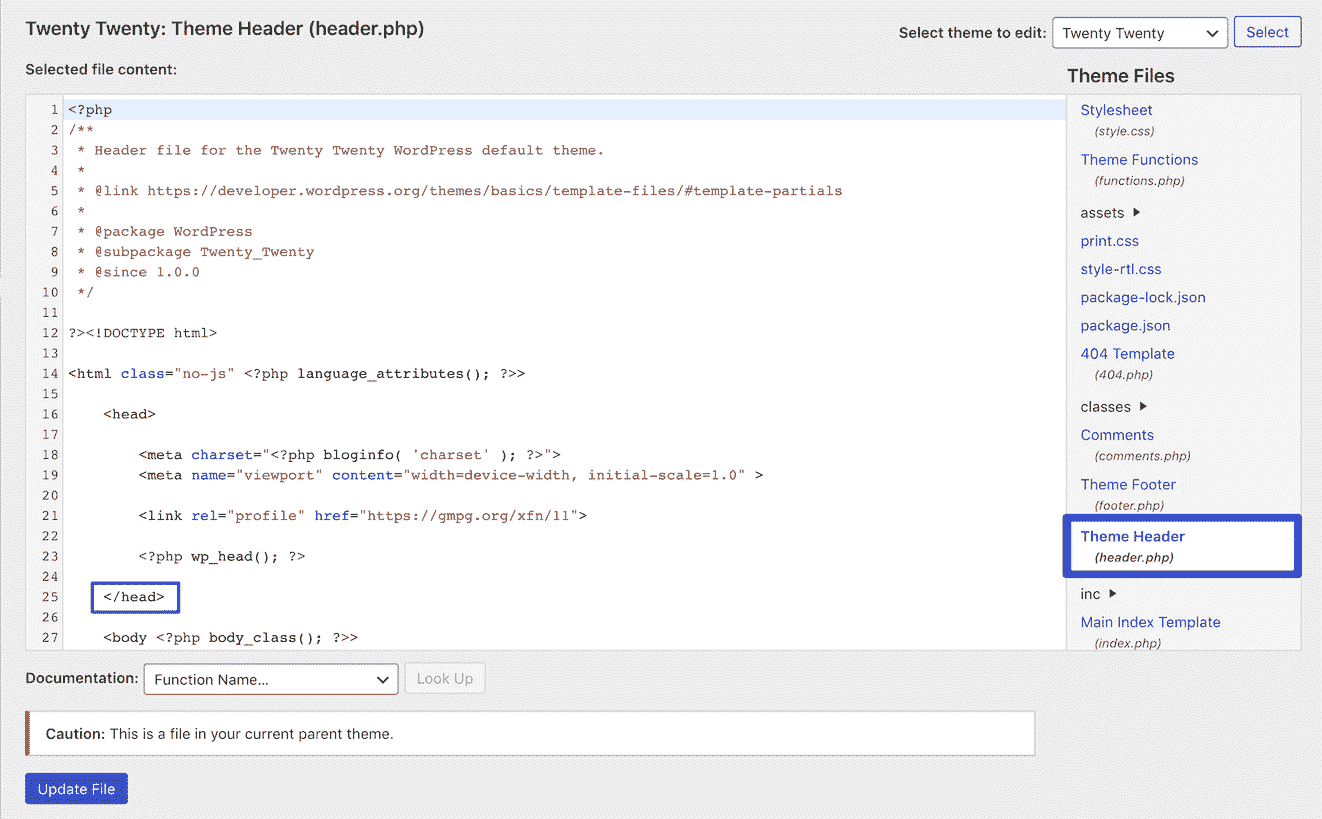 Twenty Twenty: Theme Header (header.php)
Select theme to edit: Twenty Twenty Select
Selected file content:
1 <?php
2 /**
3  * Header file for the Twenty Twenty WordPress default theme.
4  *
5  * @link https://developer.wordpress.org/themes/basics/template-files/#template-partials
6  *
7  * @package WordPress
8  * @subpackage Twenty_Twenty
9  * @since 1.0.0
10  */
11
12 ?><!DOCTYPE html>
13
14 <html class="no-js" <?php language_attributes(); ?>>
15
16     <head>
17
18         <meta charset="<?php bloginfo( 'charset' ); ?>">
19         <meta name="viewport" content="width=device-width, initial-scale=1.0" >
20
21         <link rel="profile" href="https://gmpg.org/xfn/11">
22
23         <?php wp_head(); ?>
24
25     </head>
26
27     <body <?php body_class(); ?>>
Theme Files
Stylesheet
(style.css)
Theme Functions
(functions.php)
assets
print.css
style-rtl.css
package-lock.json
package.json
404 Template
(404.php)
classes
Comments
(comments.php)
Theme Footer
(footer.php)
Theme Header
(header.php)
inc
Main Index Template
(index.php)
Documentation: Function Name... Look Up
Caution: This is a file in your current parent theme.
Update File